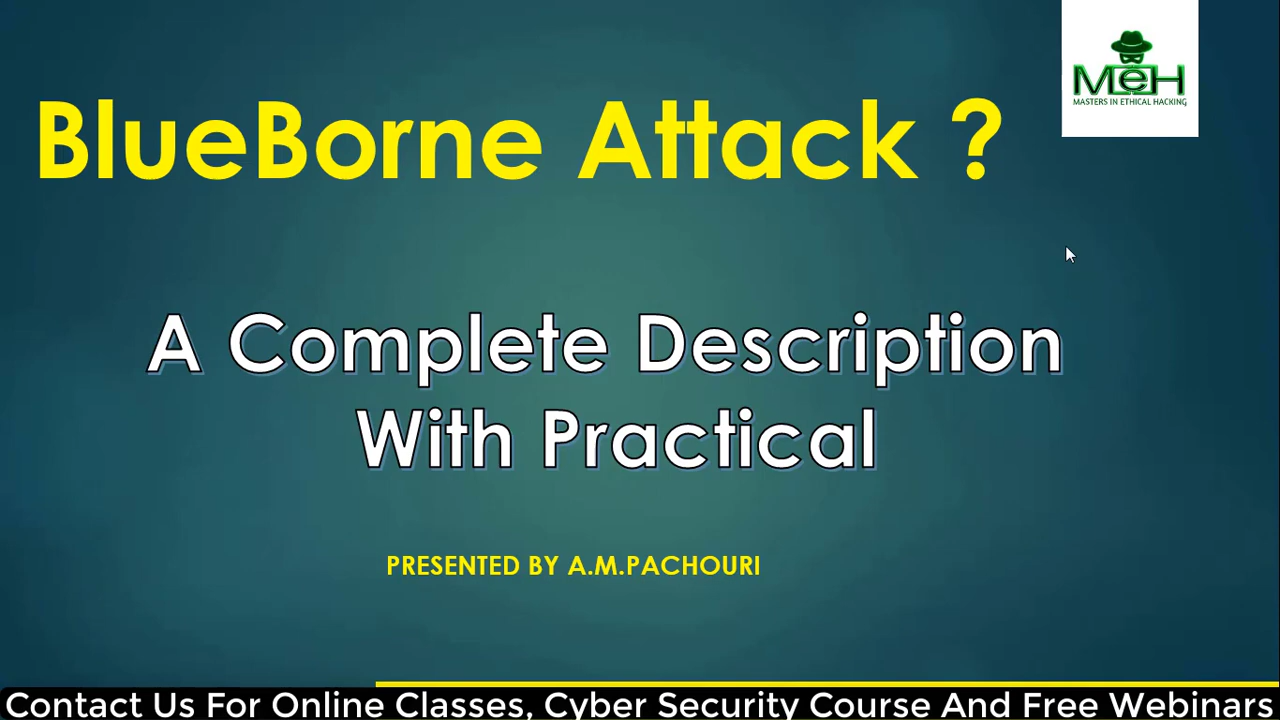 MeH
MASTERS IN ETHICAL HACKING
BlueBorne Attack ?
A Complete Description
With Practical
PRESENTED BY A.M.PACHOURI
Contact Us For Online Classes, Cyber Security Course And Free Webinars